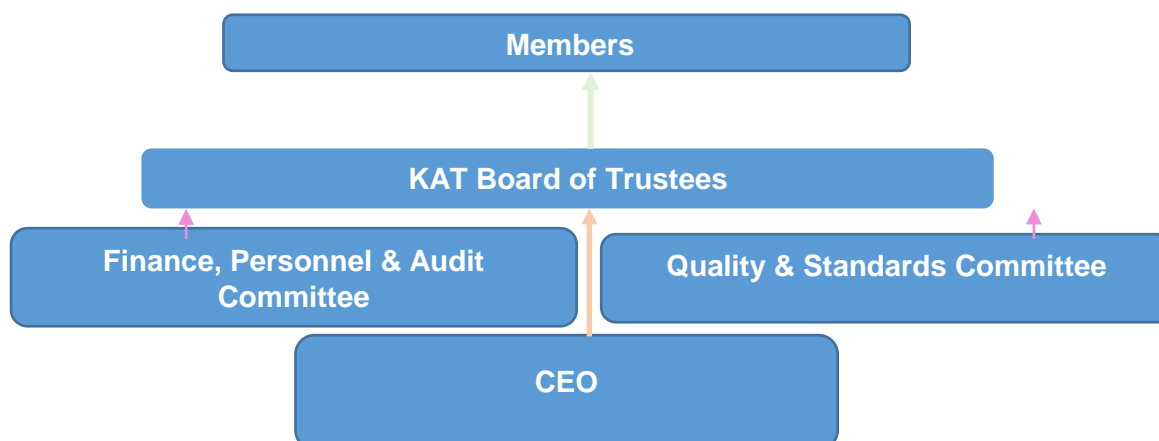 Members
KAT Board of Trustees
Finance, Personnel & Audit
Committee
Quality & Standards Committee
CEO